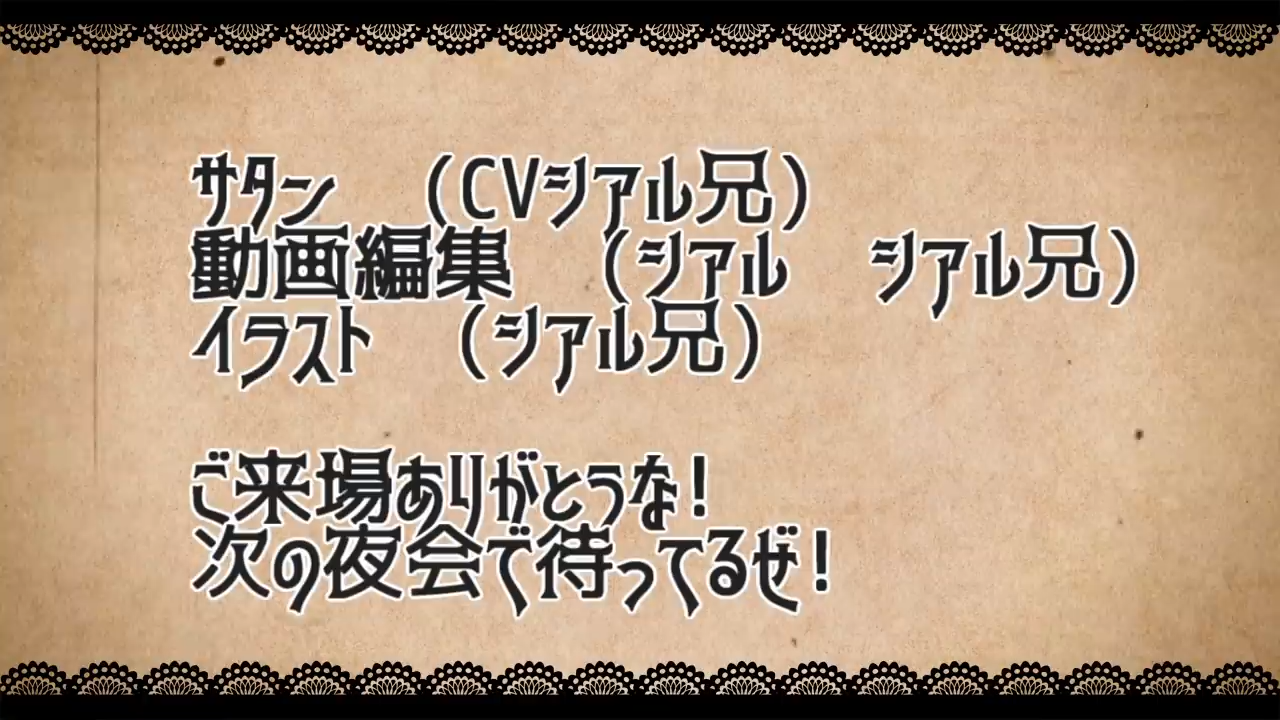 サタン　（CVシアル兄）
動画編集　（シアル　シアル兄）
イラスト　（シアル兄）
ご来場ありがとうな！
次の夜会で待ってるぜ！